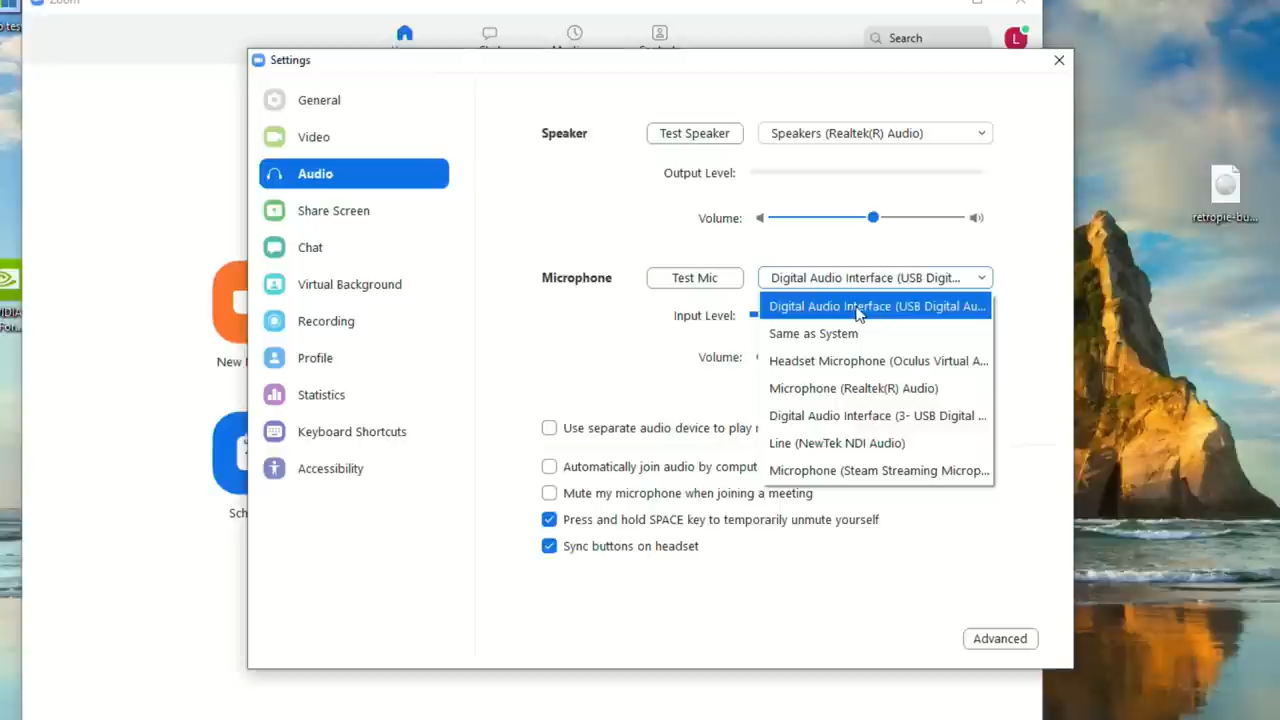 Zoom
Search
L
Settings
General
Video
Audio
Share Screen
Chat
Virtual Background
Recording
Profile
Statistics
Keyboard Shortcuts
Accessibility
Speaker
Test Speaker
Speakers (Realtek(R) Audio)
Output Level:
Volume:
Microphone
Test Mic
Digital Audio Interface (USB Digit...
Input Level:
Volume:
Digital Audio Interface (USB Digital Au...
Same as System
Headset Microphone (Oculus Virtual A...
Microphone (Realtek(R) Audio)
Digital Audio Interface (3- USB Digital ...
Line (NewTek NDI Audio)
Microphone (Steam Streaming Microp...
Use separate audio device to play
Automatically join audio by comput
Mute my microphone when joining a meeting
Press and hold SPACE key to temporarily unmute yourself
Sync buttons on headset
Advanced
New
Sch
retropie-bu...